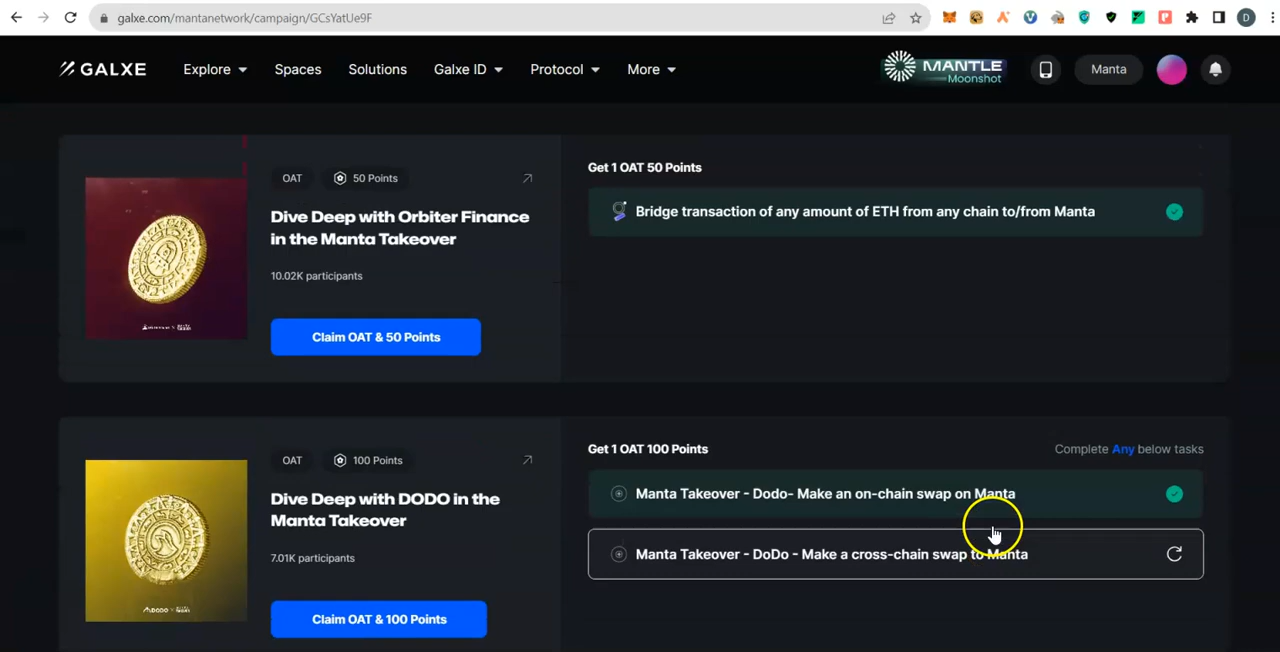 galxe.com/mantanetwork/campaign/GCsYatUe9F
D
GALXE
Explore
Spaces
Solutions
Galxe ID
Protocol
More
MANTLE
Moonshot
Manta
OAT
50 Points
Dive Deep with Orbiter Finance
in the Manta Takeover
10.02K participants
Claim OAT & 50 Points
Get 1 OAT 50 Points
Bridge transaction of any amount of ETH from any chain to/from Manta
OAT
100 Points
Dive Deep with DODO in the
Manta Takeover
7.01K participants
Claim OAT & 100 Points
Get 1 OAT 100 Points
Complete Any below tasks
Manta Takeover - Dodo- Make an on-chain swap on Manta
Manta Takeover - DoDo - Make a cross-chain swap to Manta